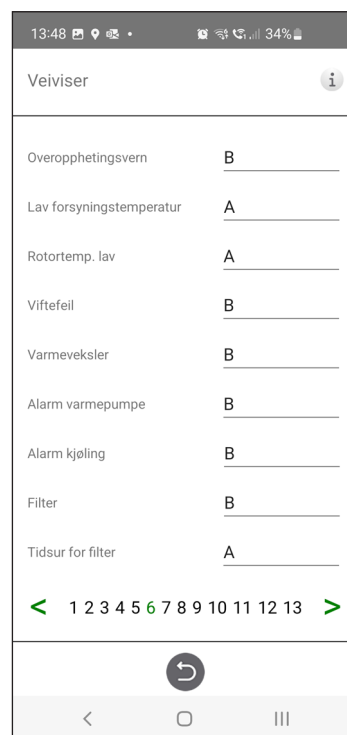 13:48 34%
Veiviser i
Overopphetingsvern B
Lav forsyningstemperatur A
Rotortemp. lav A
Viftefeil B
Varmeveksler B
Alarm varmepumpe B
Alarm kjøling B
Filter B
Tidsur for filter A
< 1 2 3 4 5 6 7 8 9 10 11 12 13 >